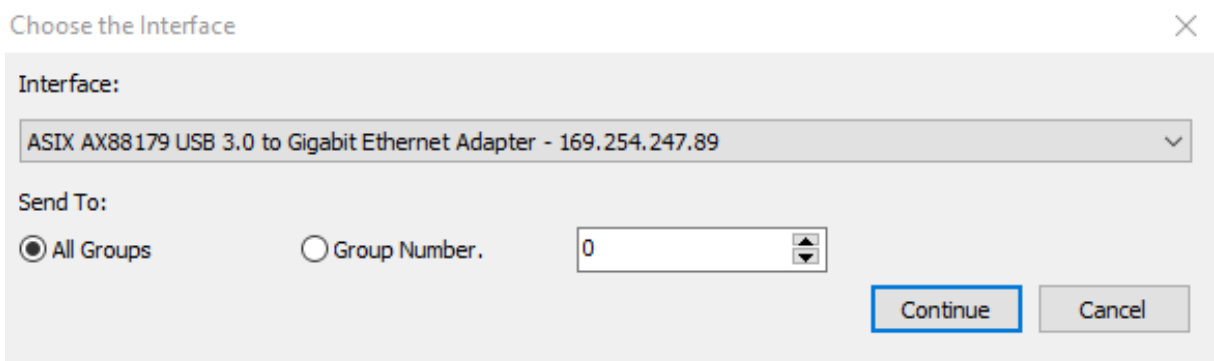 Choose the Interface
Interface:
ASIX AX88179 USB 3.0 to Gigabit Ethernet Adapter - 169.254.247.89
Send To:
All Groups Group Number. 0
Continue Cancel